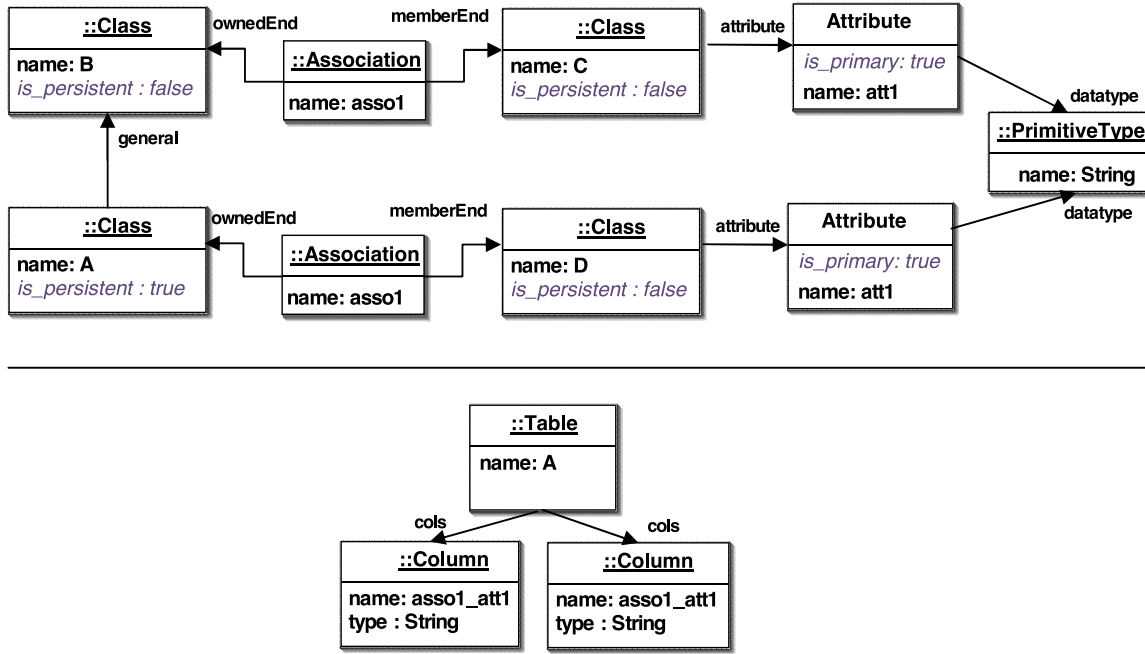 ::Class
name: B
is_persistent : false
ownedEnd
::Association
name: asso1
memberEnd
::Class
name: C
is_persistent : false
attribute
Attribute
is_primary: true
name: att1
datatype
::PrimitiveType
name: String
general
::Class
name: A
is_persistent : true
ownedEnd
::Association
name: asso1
memberEnd
::Class
name: D
is_persistent : false
attribute
Attribute
is_primary: true
name: att1
datatype
::Table
name: A
cols
cols
::Column
name: asso1_att1
type : String
::Column
name: asso1_att1
type : String